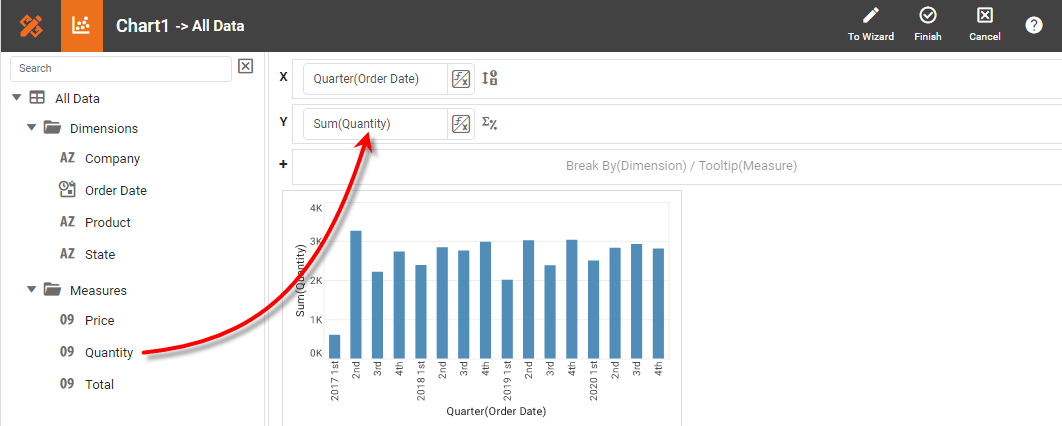 Chart1 -> All Data
To Wizard
Finish
Cancel
?
Search
All Data
Dimensions
AZ Company
Order Date
AZ Product
AZ State
Measures
09 Price
09 Quantity
09 Total
X Quarter(Order Date)
Y Sum(Quantity)
+ Break By(Dimension) / Tooltip(Measure)
Sum(Quantity)
4K
3K
2K
1K
0K
2017 1st
2nd
3rd
4th
2018 1st
2nd
3rd
4th
2019 1st
2nd
3rd
4th
2020 1st
2nd
3rd
4th
Quarter(Order Date)